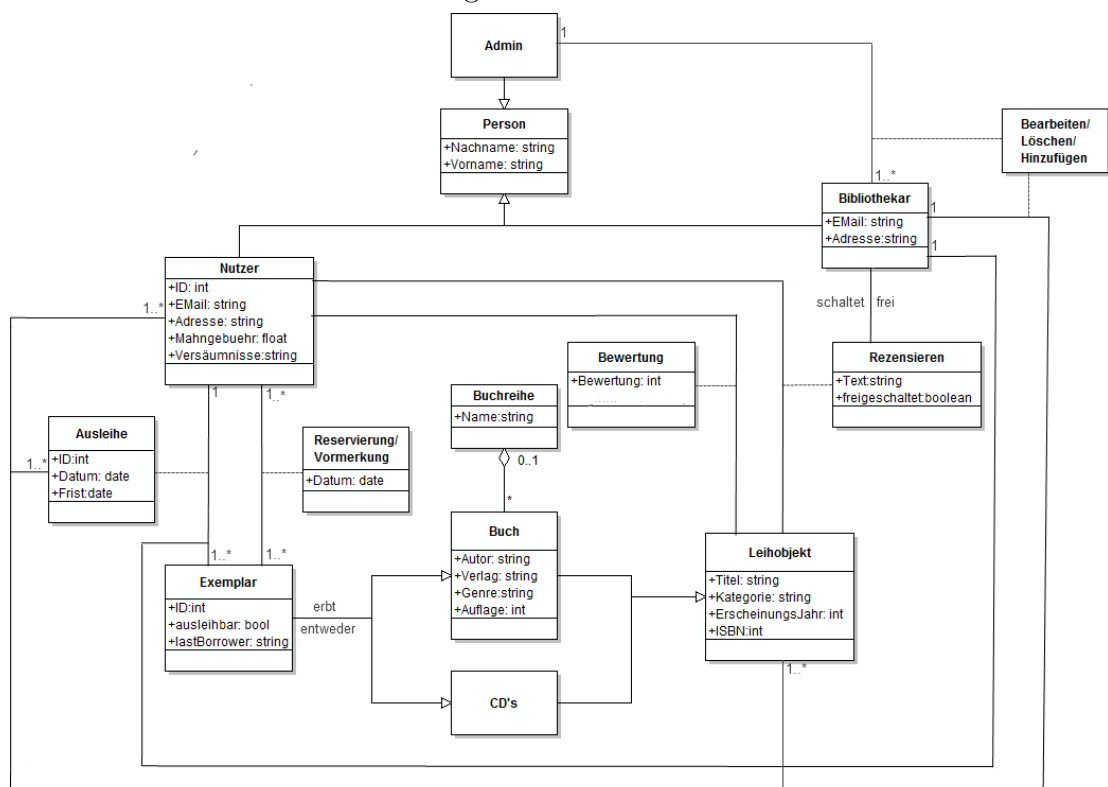 Admin
1
Person
+Nachname: string
+Vorname: string
Bearbeiten/
Löschen/
Hinzufügen
1..*
Bibliothekar
+EMail: string
+Adresse:string
1
1
Nutzer
+ID: int
+EMail: string
+Adresse: string
+Mahngebuehr: float
+Versäumnisse:string
1..*
schaltet frei
Bewertung
+Bewertung: int
Rezensieren
+Text:string
+freigeschaltet:boolean
Buchreihe
+Name:string
0..1
1
1..*
Ausleihe
+ID:int
+Datum: date
+Frist:date
1..*
Reservierung/
Vormerkung
+Datum: date
*
Buch
+Autor: string
+Verlag: string
+Genre:string
+Auflage: int
Leihobjekt
+Titel: string
+Kategorie: string
+ErscheinungsJahr: int
+ISBN:int
1..*
1..*
1..*
Exemplar
+ID:int
+ausleihbar: bool
+lastBorrower: string
erbt
entweder
CD's